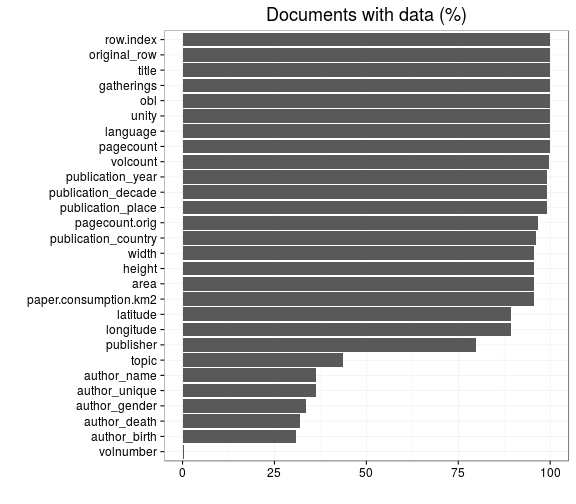 Documents with data (%)
row.index
original_row
title
gatherings
obl
unity
language
pagecount
volcount
publication_year
publication_decade
publication_place
pagecount.orig
publication_country
width
height
area
paper.consumption.km2
latitude
longitude
publisher
topic
author_name
author_unique
author_gender
author_death
author_birth
volnumber
0 25 50 75 100